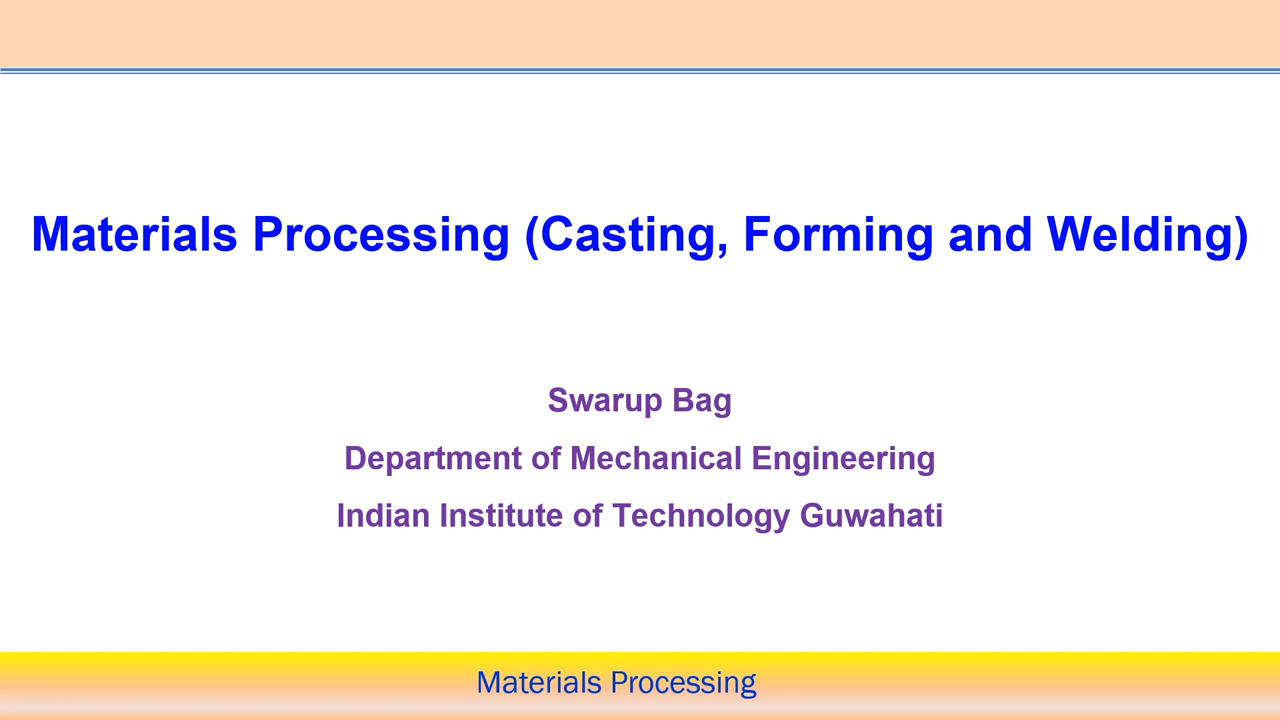 Materials Processing (Casting, Forming and Welding)
Swarup Bag
Department of Mechanical Engineering
Indian Institute of Technology Guwahati
Materials Processing